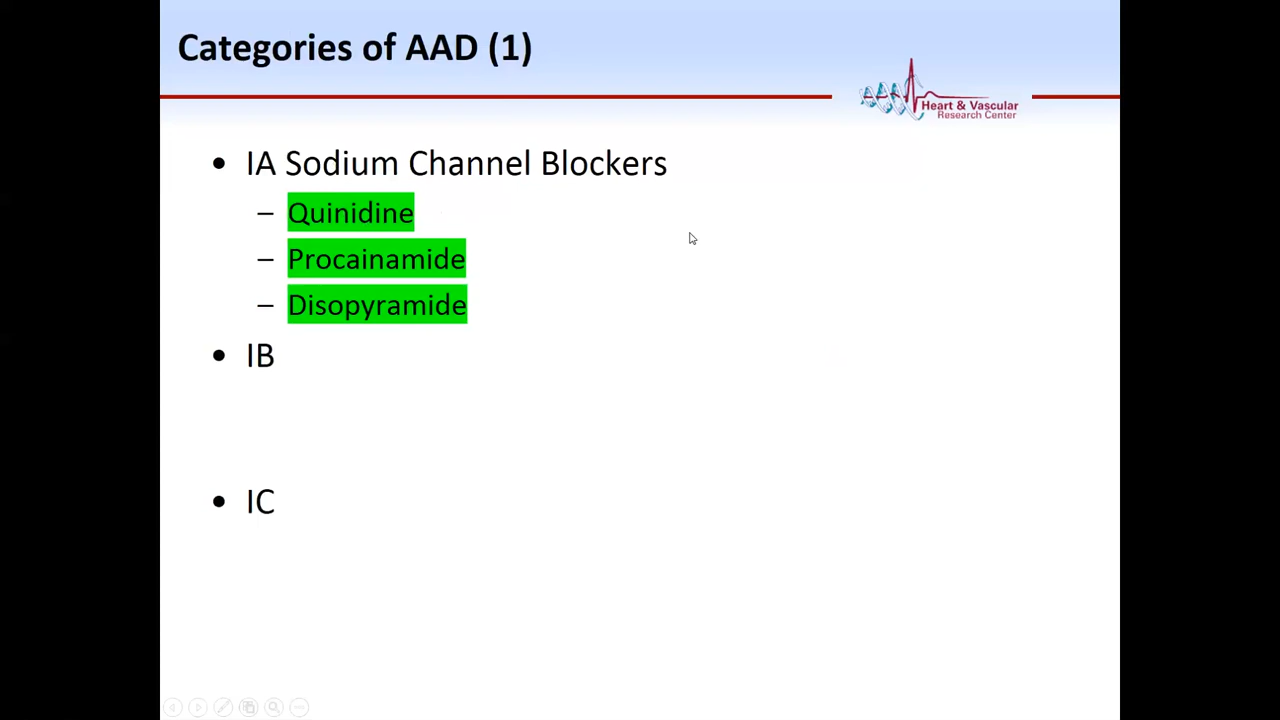 Categories of AAD (1)
Heart & Vascular
Research Center
• IA Sodium Channel Blockers
– Quinidine
– Procainamide
– Disopyramide
• IB
• IC